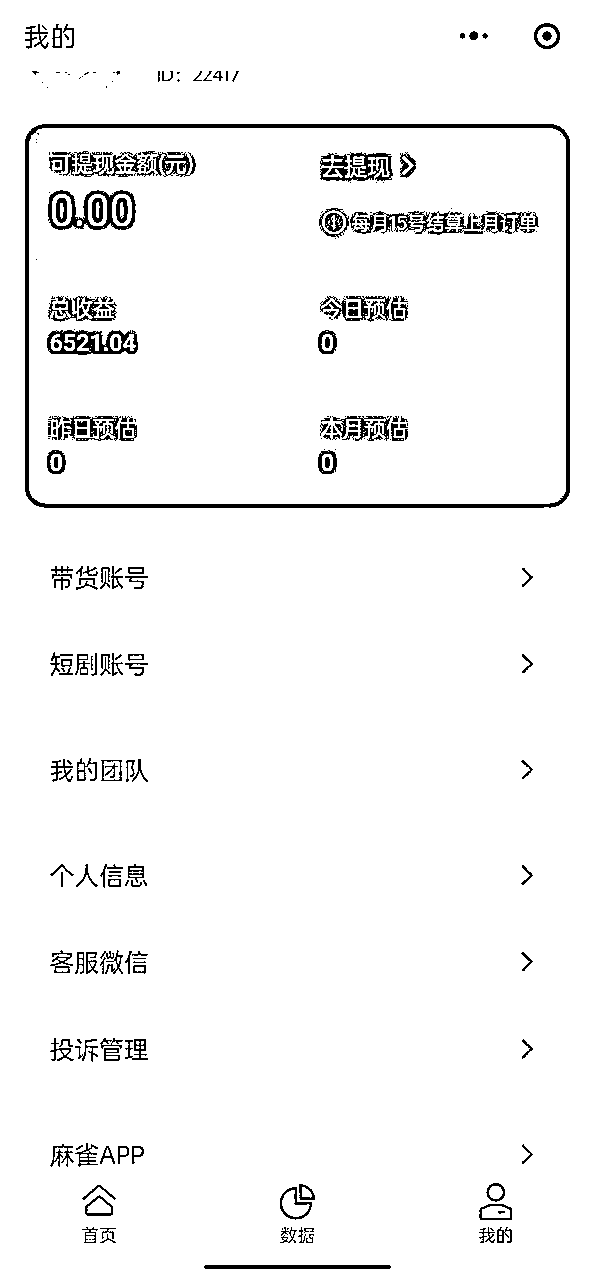 我的
ID: 22417
可提现金额(元)
去提现
0.00
每月15号结算上月订单
总收益
今日预估
6521.04
0
昨日预估
本月预估
0
0
带货账号
短剧账号
我的团队
个人信息
客服微信
投诉管理
麻雀APP
首页
数据
我的